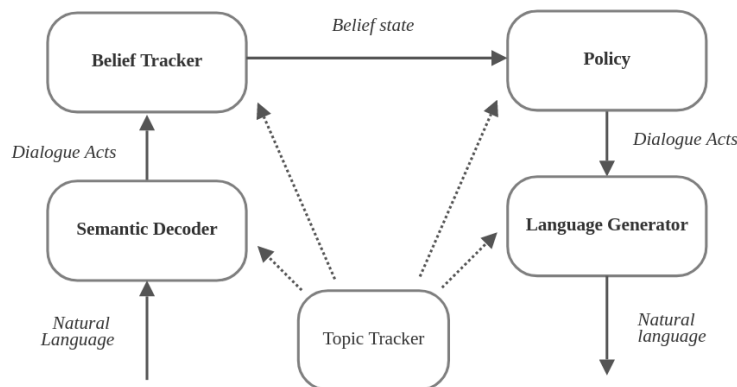 Belief state
Belief Tracker
Policy
Dialogue Acts
Dialogue Acts
Semantic Decoder
Language Generator
Natural
Language
Topic Tracker
Natural
language